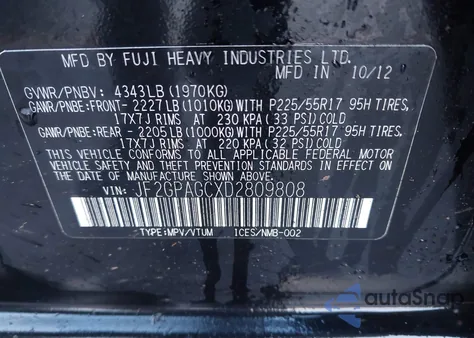 MFD BY FUJI HEAVY INDUSTRIES LTD.
MFD IN 10/12
GVWR/PNBV: 4343LB (1970KG)
GAWR/PNBE:FRONT- 2227LB (1010KG) WITH P225/55R17 95H TIRES,
17X7J RIMS AT 230 KPA (33 PSI) COLD
GAWR/PNBE:REAR - 2205LB (1000KG) WITH P225/55R17 95H TIRES,
17X7J RIMS AT 220 KPA (32 PSI) COLD
THIS VEHICLE CONFORMS TO ALL APPLICABLE FEDERAL MOTOR
VEHICLE SAFETY, BUMPER AND THEFT PREVENTION STANDARDS IN
EFFECT ON THE DATE OF MANUFACTURE SHOWN ABOVE.
VIN: JF2GPAGCXD2809808
TYPE:MPV/VTUM ICES/NMB-002
autoSnap